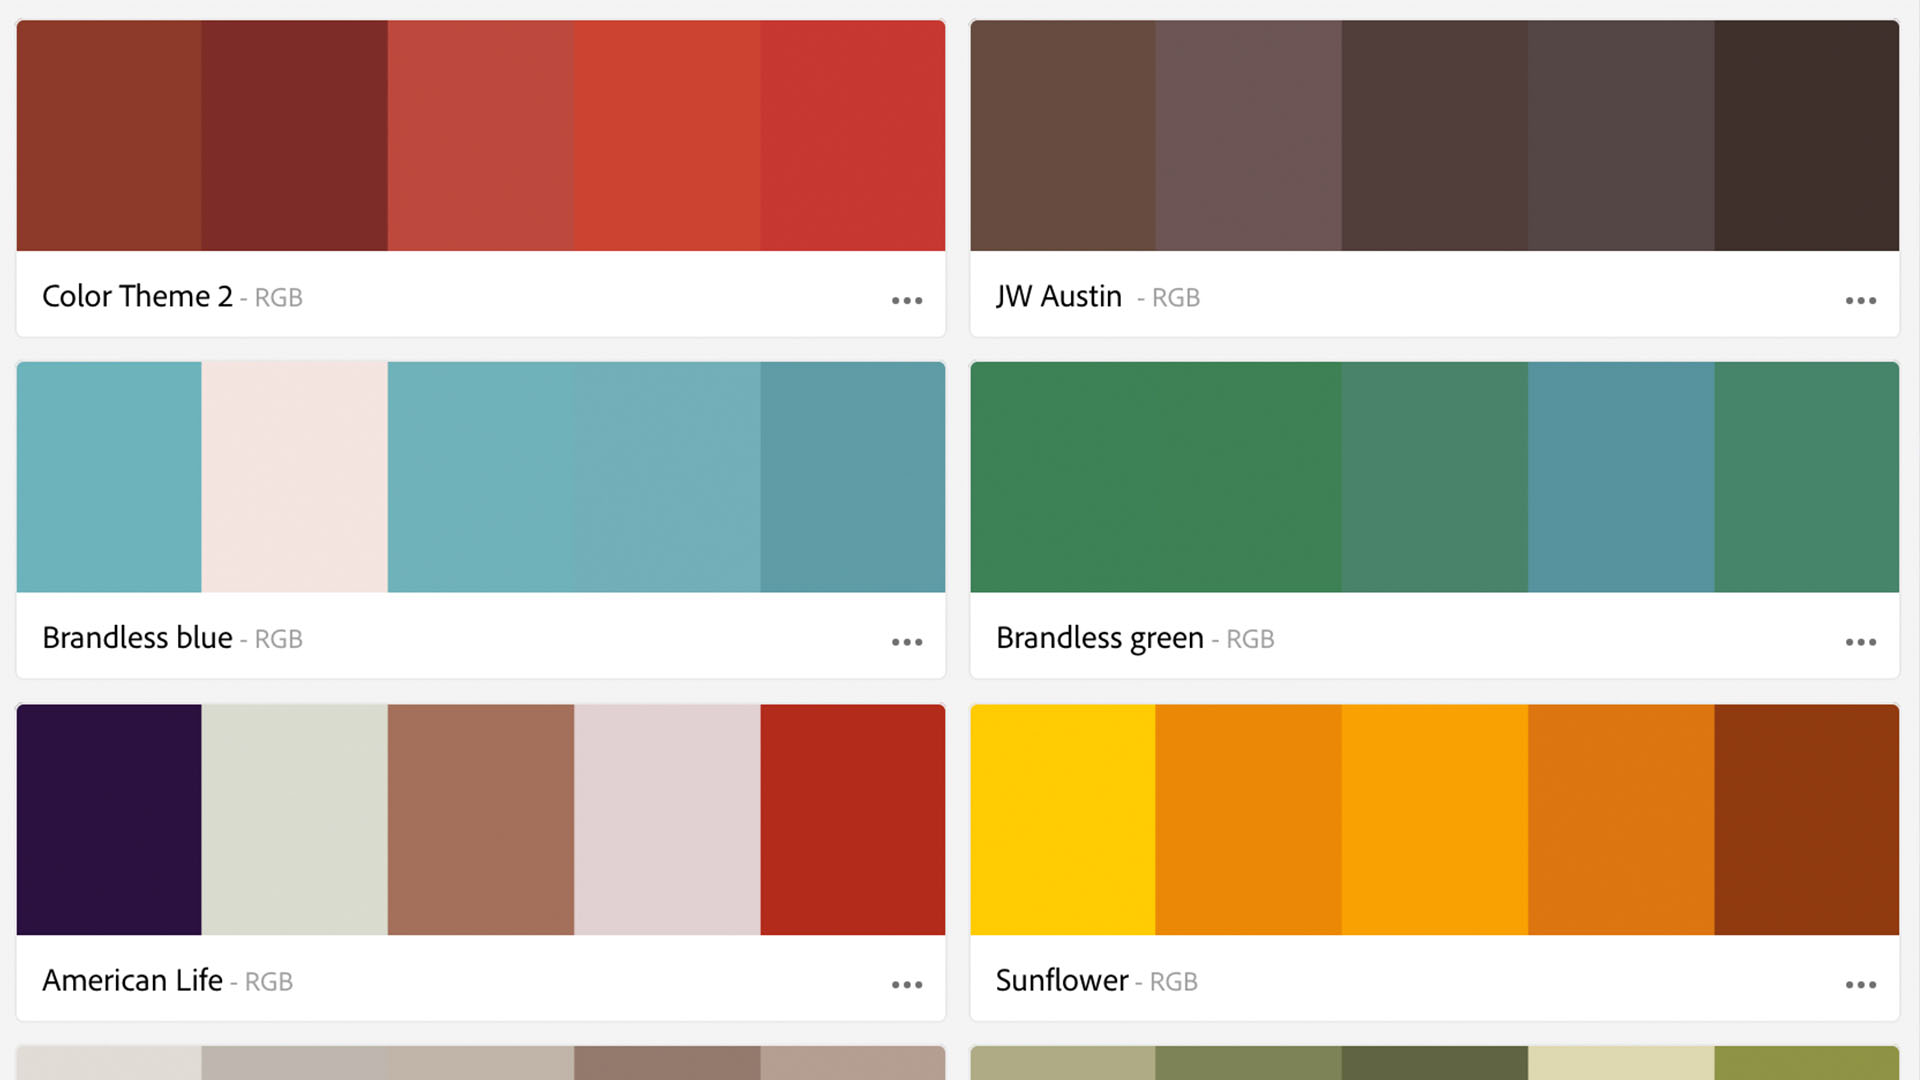 Color Theme 2 - RGB
JW Austin - RGB
Brandless blue - RGB
Brandless green - RGB
American Life - RGB
Sunflower - RGB